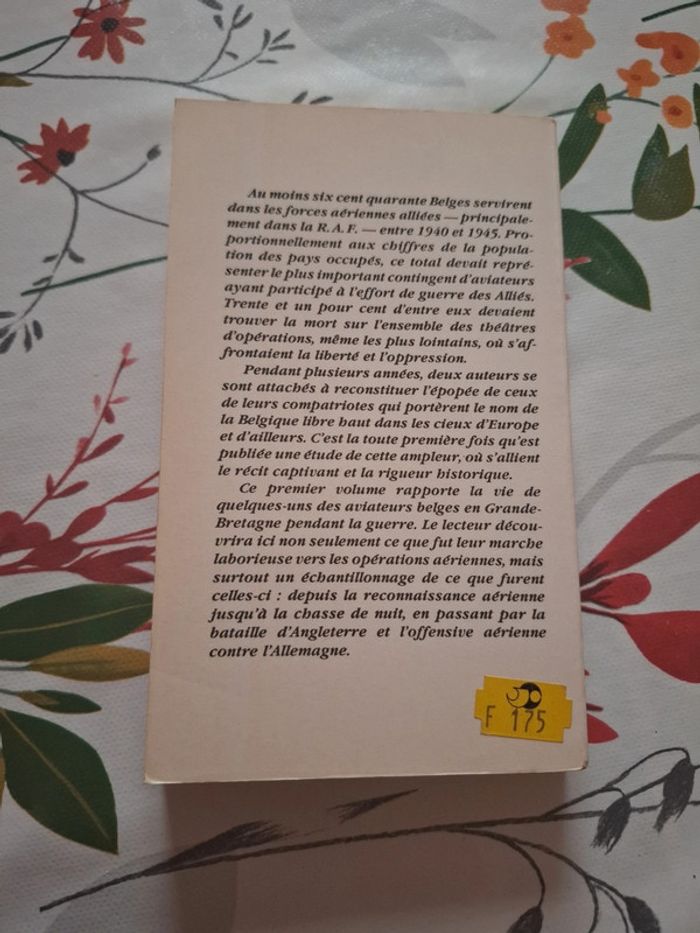 Au moins six cent quarante Belges servirent
dans les forces aériennes alliées — principale-
ment dans la R.A.F. — entre 1940 et 1945. Pro-
portionnellement aux chiffres de la popula-
tion des pays occupés, ce total devait repré-
senter le plus important contingent d'aviateurs
ayant participé à l'effort de guerre des Alliés.
Trente et un pour cent d'entre eux devaient
trouver la mort sur l'ensemble des théâtres
d'opérations, même les plus lointains, où s'af-
frontaient la liberté et l'oppression.
Pendant plusieurs années, deux auteurs se
sont attachés à reconstituer l'épopée de ceux
de leurs compatriotes qui portèrent le nom de
la Belgique libre haut dans les cieux d'Europe
et d'ailleurs. C'est la toute première fois qu'est
publiée une étude de cette ampleur, où s'allient
le récit captivant et la rigueur historique.
Ce premier volume rapporte la vie de
quelques-uns des aviateurs belges en Grande-
Bretagne pendant la guerre. Le lecteur décou-
vrira ici non seulement ce que fut leur marche
laborieuse vers les opérations aériennes, mais
surtout un échantillonnage de ce que furent
celles-ci : depuis la reconnaissance aérienne
jusqu'à la chasse de nuit, en passant par la
bataille d'Angleterre et l'offensive aérienne
contre l'Allemagne.
F 175